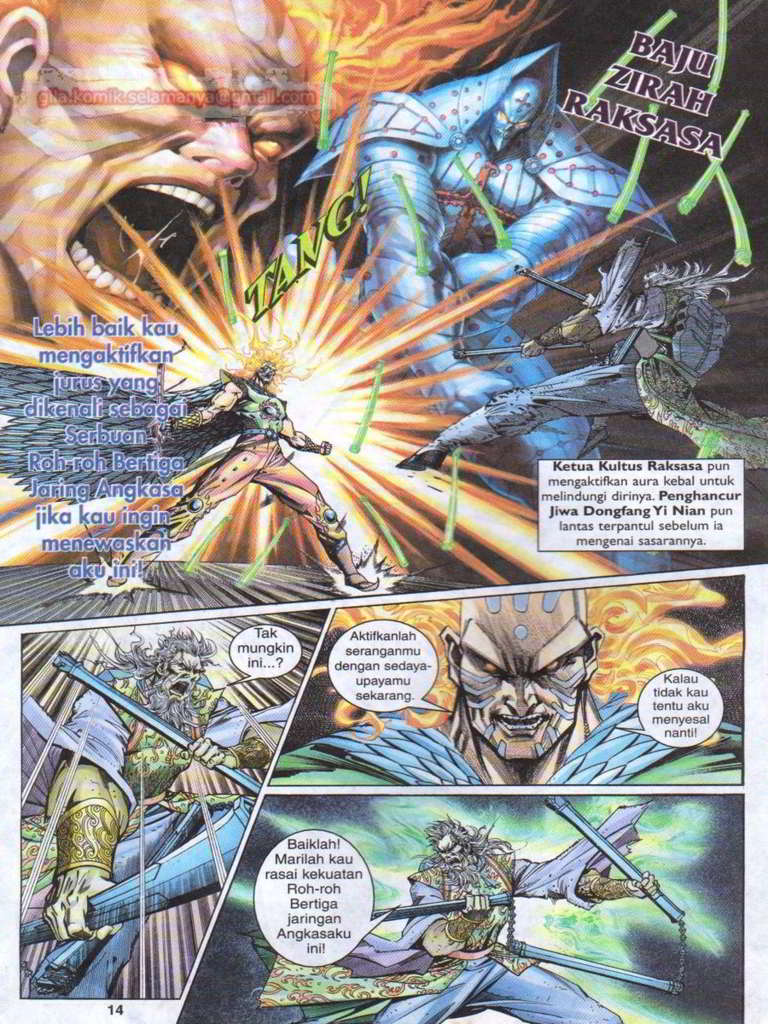 gila.komik.selamanya@gmail.com
BAJU
ZIRAH
RAKSASA
TANG!
Lebih baik kau
mengaktifkan
jurus yang
dikenali sebagai
Serbuan
Roh-roh Bertiga
Jaring Angkasa
jika kau ingin
menewaskan
aku ini!
Ketua Kultus Raksasa pun
mengaktifkan aura kebal untuk
melindungi dirinya. Penghancur
Jiwa Dongfang Yi Nian pun
lantas terpantul sebelum ia
mengenai sasarannya.
Tak
mungkin
ini...?
Aktifkanlah
seranganmu
dengan sedaya-
upayamu
sekarang.
Kalau
tidak kau
tentu aku
menyesal
nanti!
Baiklah!
Marilah kau
rasai kekuatan
Roh-roh
Bertiga
jaringan
Angkasaku
ini!
14